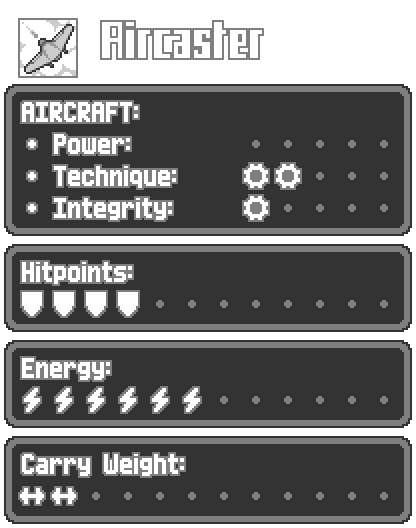 Aircaster
AIRCRAFT:
• Power:
• Technique:
• Integrity:
Hitpoints:
Energy:
Carry Weight: